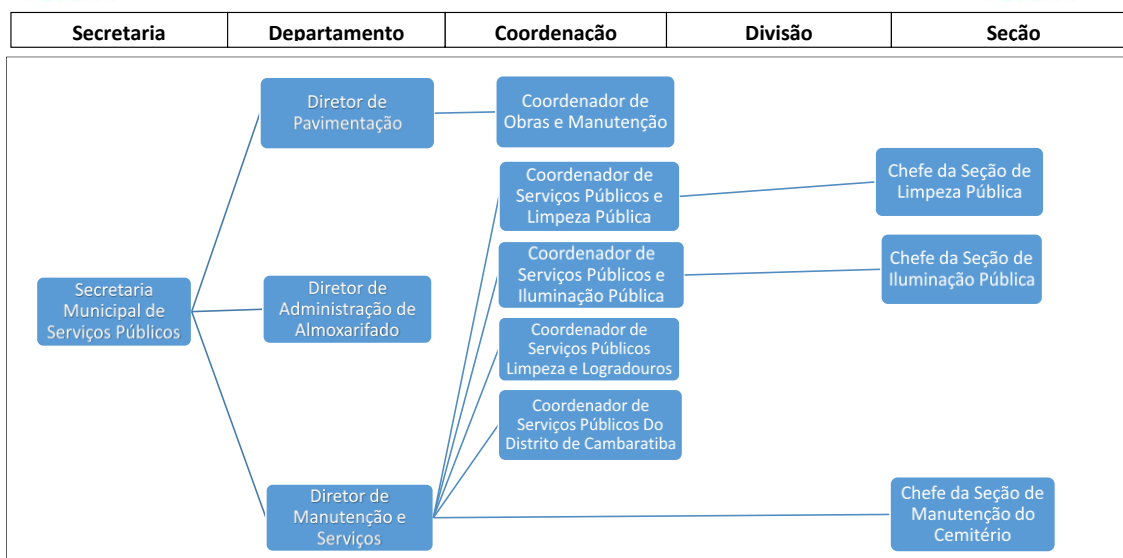 Secretaria
Departamento
Coordenação
Divisão
Seção
Diretor de
Pavimentação
Coordenador de
Obras e Manutenção
Coordenador de
Serviços Públicos e
Limpeza Pública
Chefe da Seção de
Limpeza Pública
Coordenador de
Serviços Públicos e
Iluminação Pública
Chefe da Seção de
Iluminação Pública
Secretaria
Municipal de
Serviços Públicos
Diretor de
Administração de
Almoxarifado
Coordenador de
Serviços Públicos
Limpeza e Logradouros
Coordenador de
Serviços Públicos Do
Distrito de Cambaratiba
Diretor de
Manutenção e
Serviços
Chefe da Seção de
Manutenção do
Cemitério